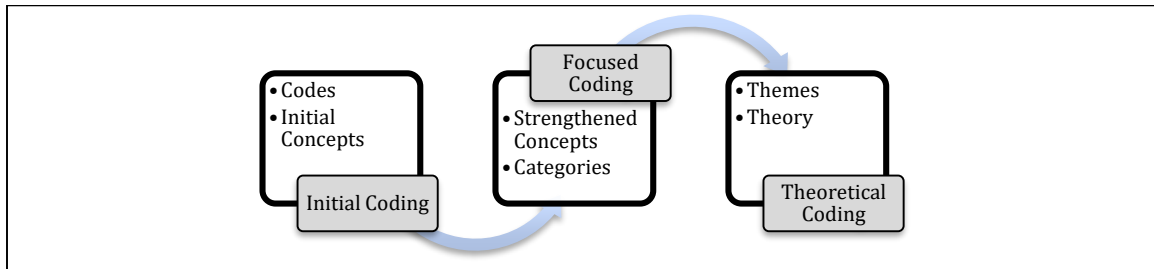 • Codes
• Initial
Concepts
Initial Coding
Focused
Coding
• Strengthened
Concepts
• Categories
• Themes
• Theory
Theoretical
Coding